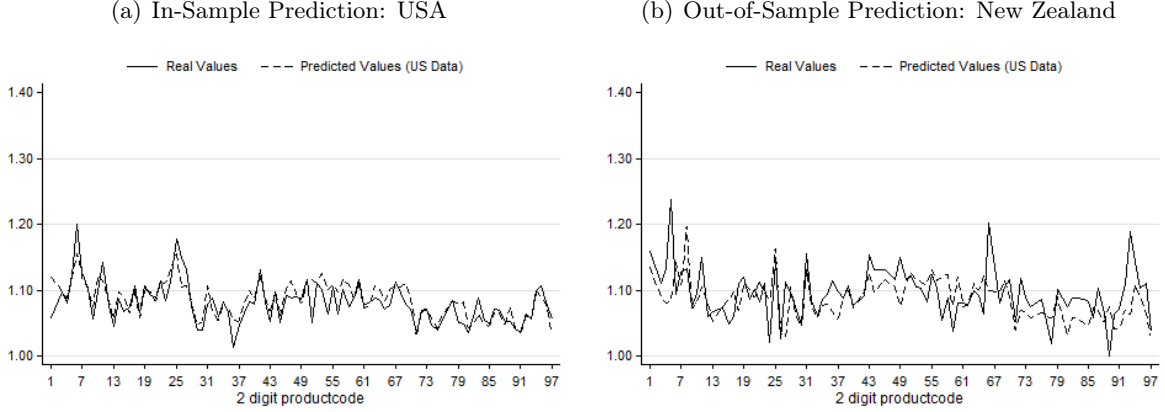 (a) In-Sample Prediction: USA
Real Values Predicted Values (US Data)
1.40
1.30
1.20
1.10
1.00
1 7 13 19 25 31 37 43 49 55 61 67 73 79 85 91 97
2 digit productcode
(b) Out-of-Sample Prediction: New Zealand
Real Values Predicted Values (US Data)
1.40
1.30
1.20
1.10
1.00
1 7 13 19 25 31 37 43 49 55 61 67 73 79 85 91 97
2 digit productcode